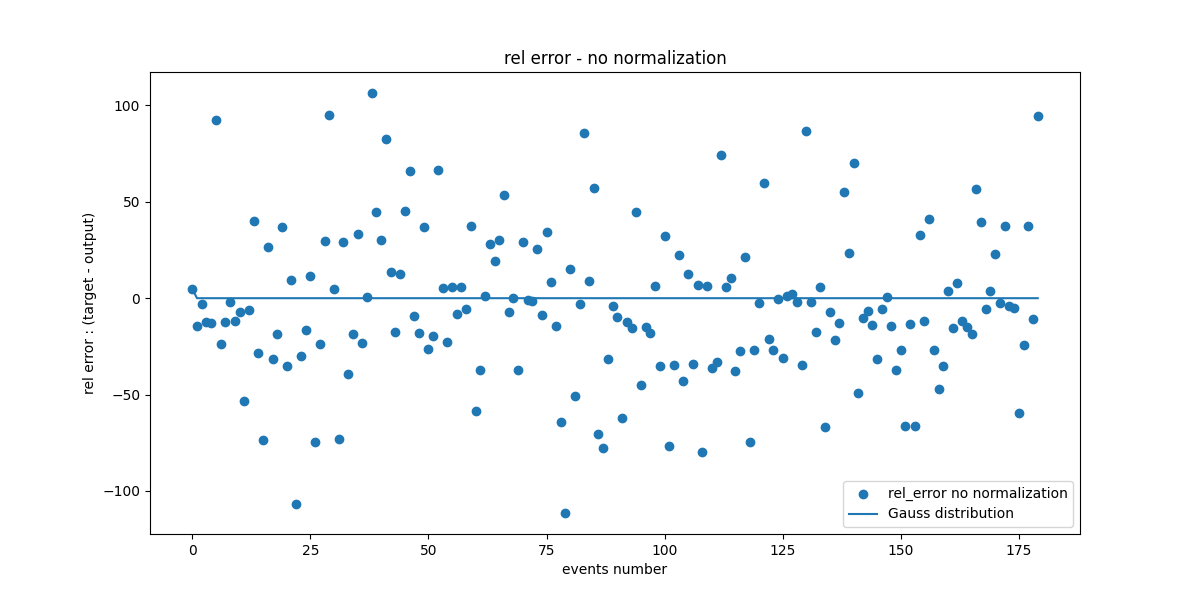 rel error - no normalization
100
50
0
−50
−100
rel error : (target - output)
0
25
50
75
100
125
150
175
events number
rel_error no normalization
Gauss distribution